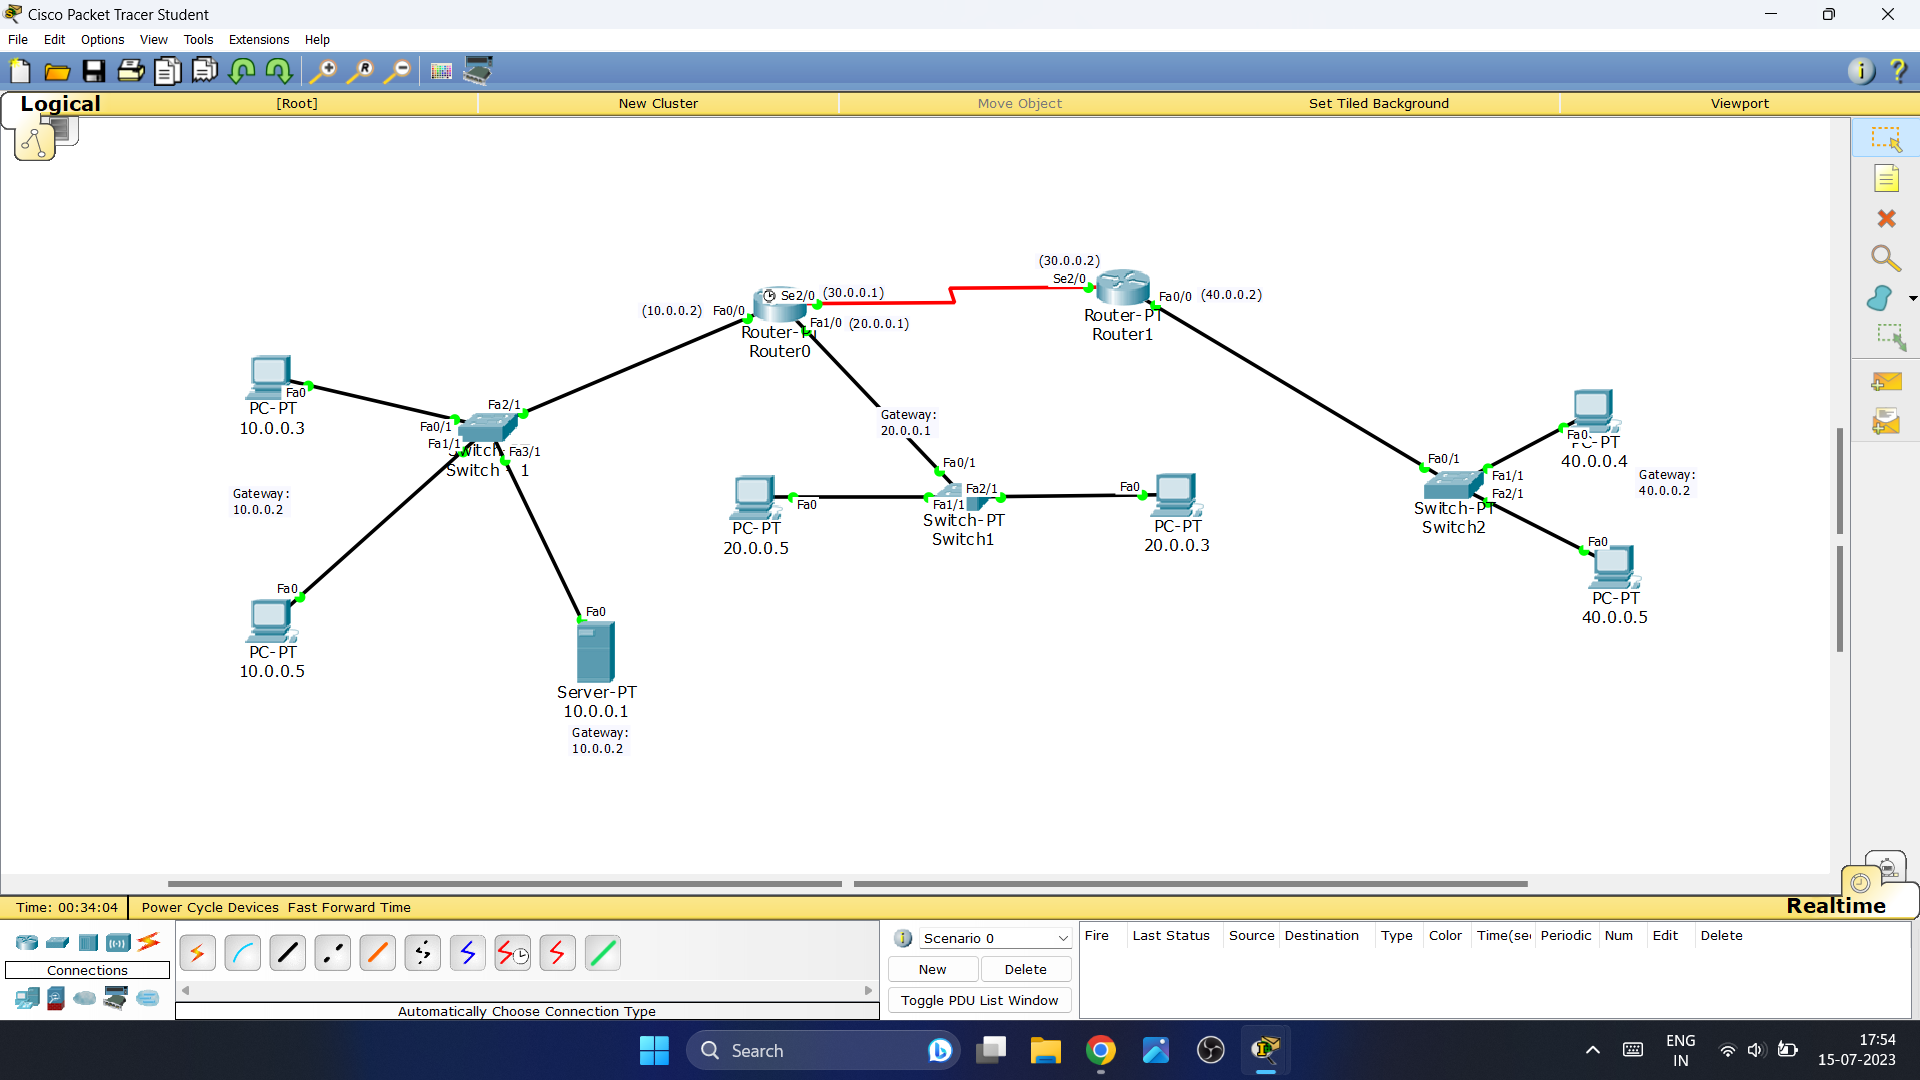 Cisco Packet Tracer Student
File Edit Options View Tools Extensions Help
Logical [Root] New Cluster Move Object Set Tiled Background Viewport
(30.0.0.2)
Se2/0
Fa0/0 (40.0.0.2)
Router-PT
Router1
Se2/0 (30.0.0.1)
(10.0.0.2) Fa0/0
Fa1/0 (20.0.0.1)
Router-PT
Router0
Fa0
PC-PT
10.0.0.3
Fa2/1
Fa0/1
Fa1/1
Fa3/1
Switch
Switch 1
Gateway:
10.0.0.2
Fa0
PC-PT
10.0.0.5
Fa0
Server-PT
10.0.0.1
Gateway:
10.0.0.2
Gateway:
20.0.0.1
Fa0/1
Fa2/1
Fa1/1
Switch-PT
Switch1
Fa0
PC-PT
20.0.0.5
Fa0
PC-PT
20.0.0.3
Fa0/1
Fa1/1
Fa2/1
Switch-PT
Switch2
Fa0
PC-PT
40.0.0.4
Gateway:
40.0.0.2
Fa0
PC-PT
40.0.0.5
Time: 00:34:04 Power Cycle Devices Fast Forward Time Realtime
Connections
Automatically Choose Connection Type
Scenario 0
New Delete
Toggle PDU List Window
Fire Last Status Source Destination Type Color Time(sec Periodic Num Edit Delete
Search
ENG
IN
17:54
15-07-2023